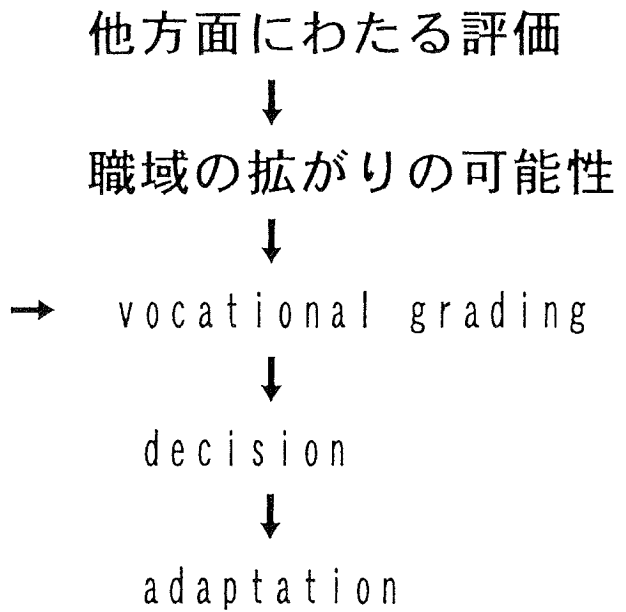 他方面にわたる評価
↓
職域の拡がりの可能性
↓
→ vocational grading
↓
decision
↓
adaptation